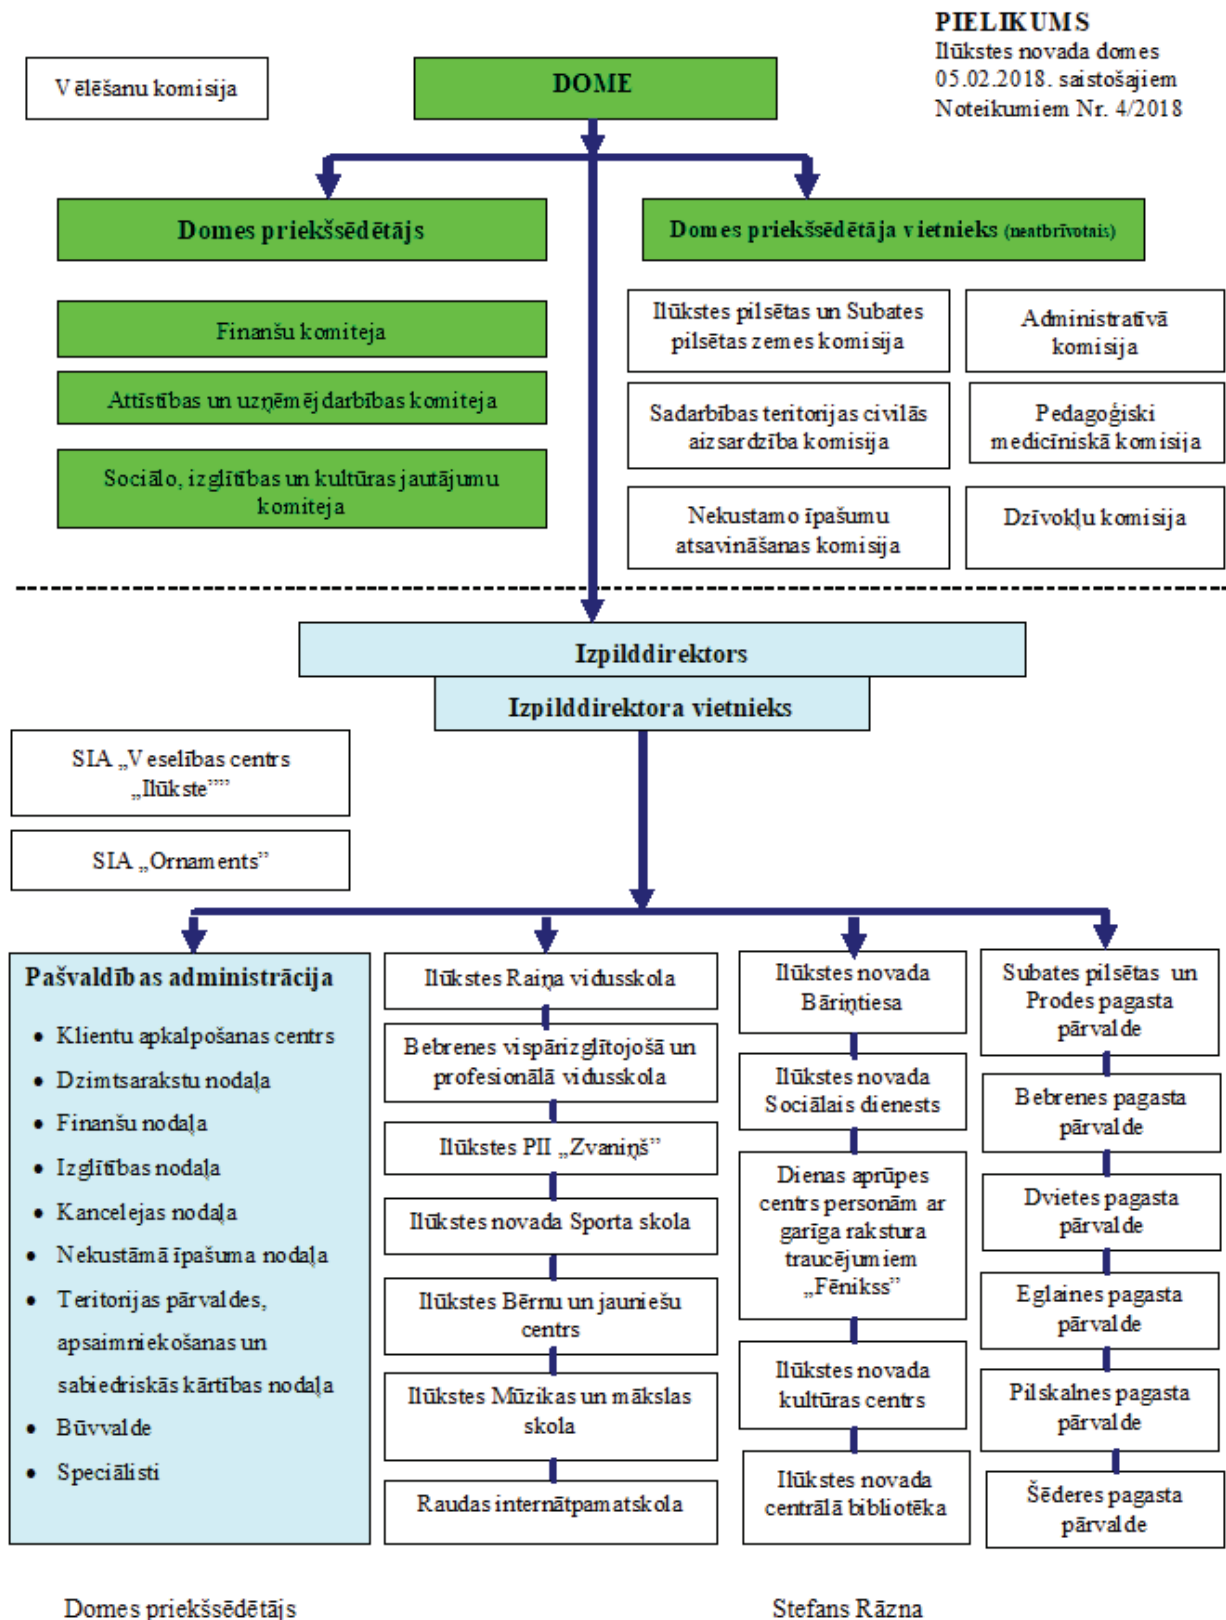 PIELIKUMS
Ilūkstes novada domes
05.02.2018. saistošajiem
Noteikumiem Nr. 4/2018
Vēlēšanu komisija
DOME
Domes priekšsēdētājs
Domes priekšsēdētāja vietnieks (neatbrīvotais)
Finanšu komiteja
Attīstības un uzņēmējdarbības komiteja
Sociālo, izglītības un kultūras jautājumu
komiteja
Ilūkstes pilsētas un Subates
pilsētas zemes komisija
Administratīvā
komisija
Sadarbības teritorijas civilās
aizsardzība komisija
Pedagoģiski
medicīniskā komisija
Nekustamo īpašumu
atsavināšanas komisija
Dzīvokļu komisija
Izpilddirektors
Izpilddirektora vietnieks
SIA „Veselības centrs
„Ilūkste””
SIA „Ornaments”
Pašvaldības administrācija
• Klientu apkalpošanas centrs
• Dzimtsarakstu nodaļa
• Finanšu nodaļa
• Izglītības nodaļa
• Kancelejas nodaļa
• Nekustāmā īpašuma nodaļa
• Teritorijas pārvaldes,
apsaimniekošanas un
sabiedriskās kārtības nodaļa
• Būvvalde
• Speciālisti
Ilūkstes Raiņa vidusskola
Bebrenes vispārizglītojošā un
profesionālā vidusskola
Ilūkstes PII „Zvaniņš”
Ilūkstes novada Sporta skola
Ilūkstes Bērnu un jauniešu
centrs
Ilūkstes Mūzikas un mākslas
skola
Raudas internātpamatskola
Ilūkstes novada
Bāriņtiesa
Ilūkstes novada
Sociālais dienests
Dienas aprūpes
centrs personām ar
garīga rakstura
traucējumiem
„Fēnikss”
Ilūkstes novada
kultūras centrs
Ilūkstes novada
centrālā bibliotēka
Subates pilsētas un
Prodes pagasta
pārvalde
Bebrenes pagasta
pārvalde
Dvietes pagasta
pārvalde
Eglaines pagasta
pārvalde
Pilskalnes pagasta
pārvalde
Šēderes pagasta
pārvalde
Domes priekšsēdētājs
Stefans Rāzna